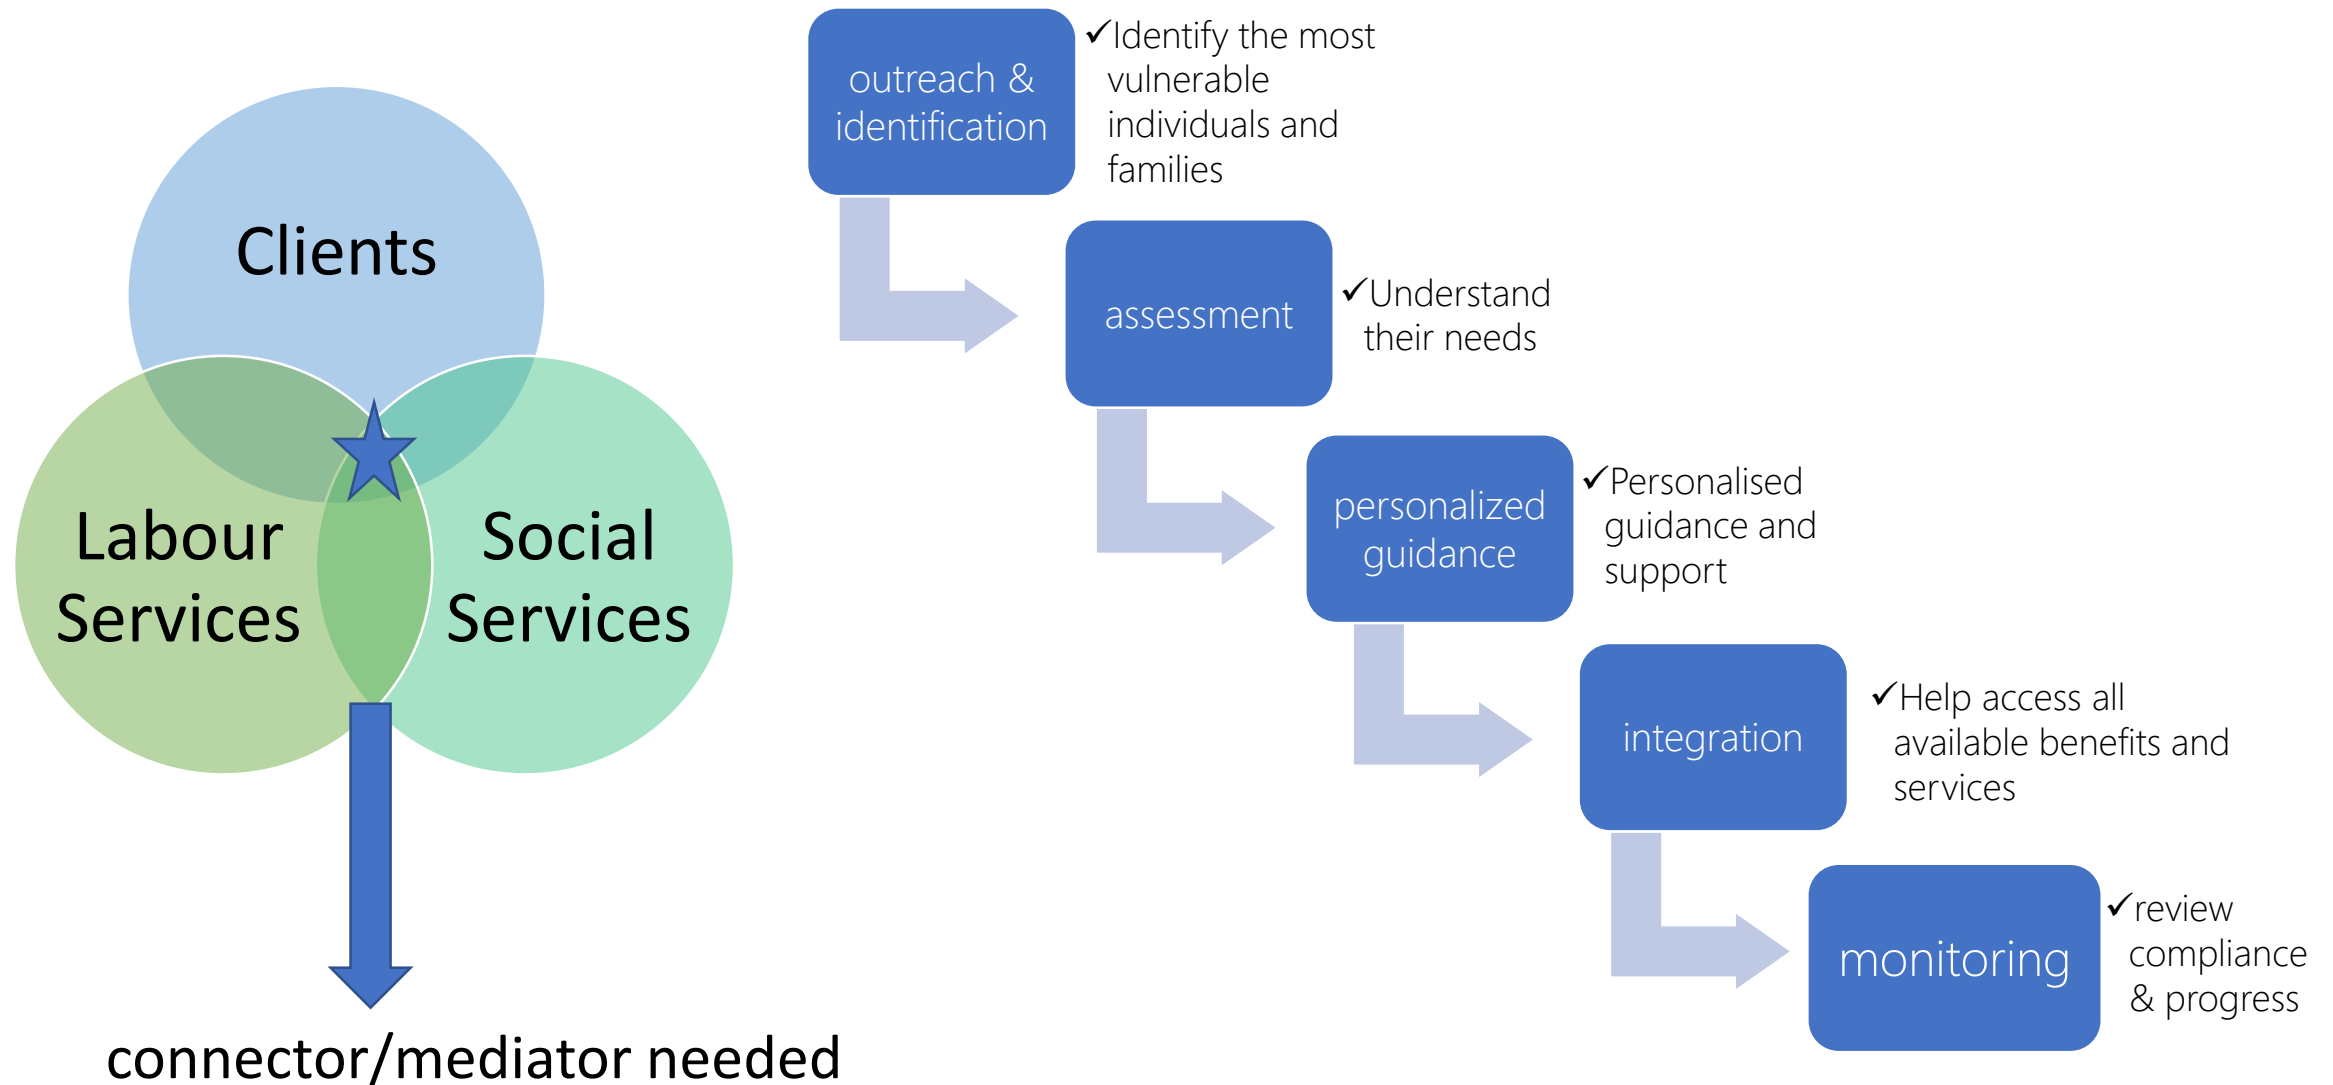 Clients
Labour
Services
Social
Services
connector/mediator needed
outreach &
identification
✓Identify the most
vulnerable
individuals and
families
assessment
✓Understand
their needs
personalized
guidance
✓Personalised
guidance and
support
integration
✓Help access all
available benefits and
services
monitoring
✓review
compliance
& progress